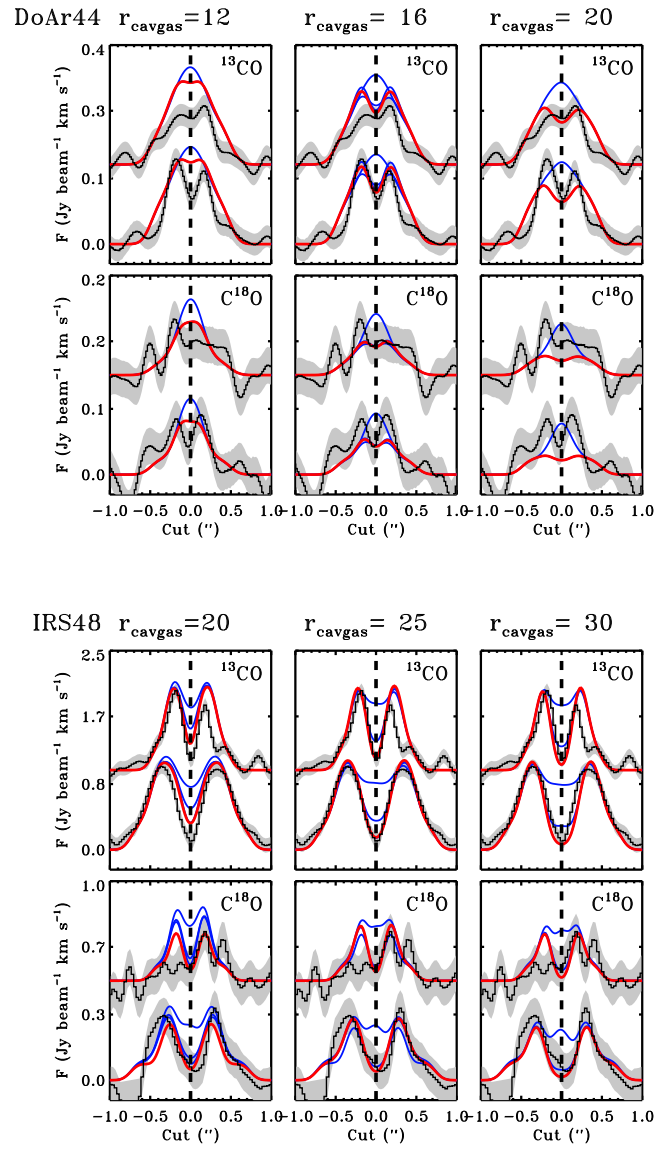 DoAr44 r_cavgas=12 r_cavgas= 16 r_cavgas= 20
0.4 ¹³CO ¹³CO ¹³CO
0.3
0.1
0.0
F (Jy beam⁻¹ km s⁻¹)
0.2 C¹⁸O C¹⁸O C¹⁸O
0.2
0.1
0.0
F (Jy beam⁻¹ km s⁻¹)
−1.0 −0.5 0.0 0.5 1.0 −1.0 −0.5 0.0 0.5 1.0 −1.0 −0.5 0.0 0.5 1.0
Cut (″) Cut (″) Cut (″)
IRS48 r_cavgas=20 r_cavgas= 25 r_cavgas= 30
2.5 ¹³CO ¹³CO ¹³CO
1.7
0.8
0.0
F (Jy beam⁻¹ km s⁻¹)
1.0 C¹⁸O C¹⁸O C¹⁸O
0.7
0.3
0.0
F (Jy beam⁻¹ km s⁻¹)
−1.0 −0.5 0.0 0.5 1.0 −1.0 −0.5 0.0 0.5 1.0 −1.0 −0.5 0.0 0.5 1.0
Cut (″) Cut (″) Cut (″)